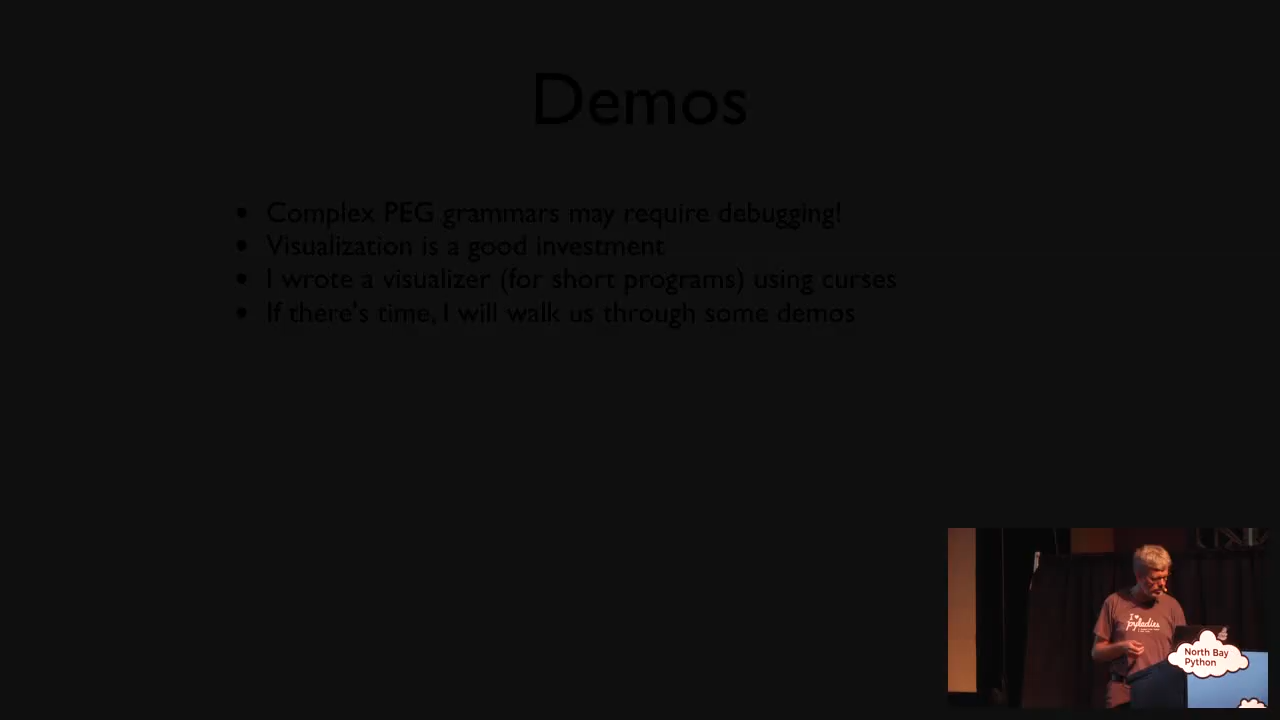 Demos
• Complex PEG grammars may require debugging!
• Visualization is a good investment
• I wrote a visualizer (for short programs) using curses
• If there's time, I will walk us through some demos
I ♥
pyladies
North Bay
Python